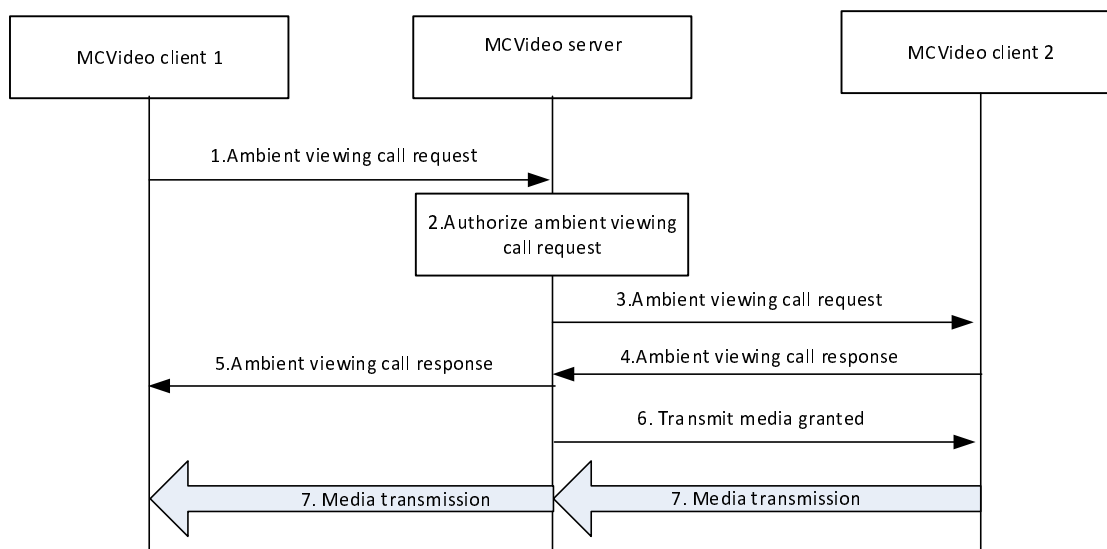 MCVideo client 1
MCVideo server
MCVideo client 2
1.Ambient viewing call request
2.Authorize ambient viewing
call request
3.Ambient viewing call request
4.Ambient viewing call response
5.Ambient viewing call response
6. Transmit media granted
7. Media transmission
7. Media transmission